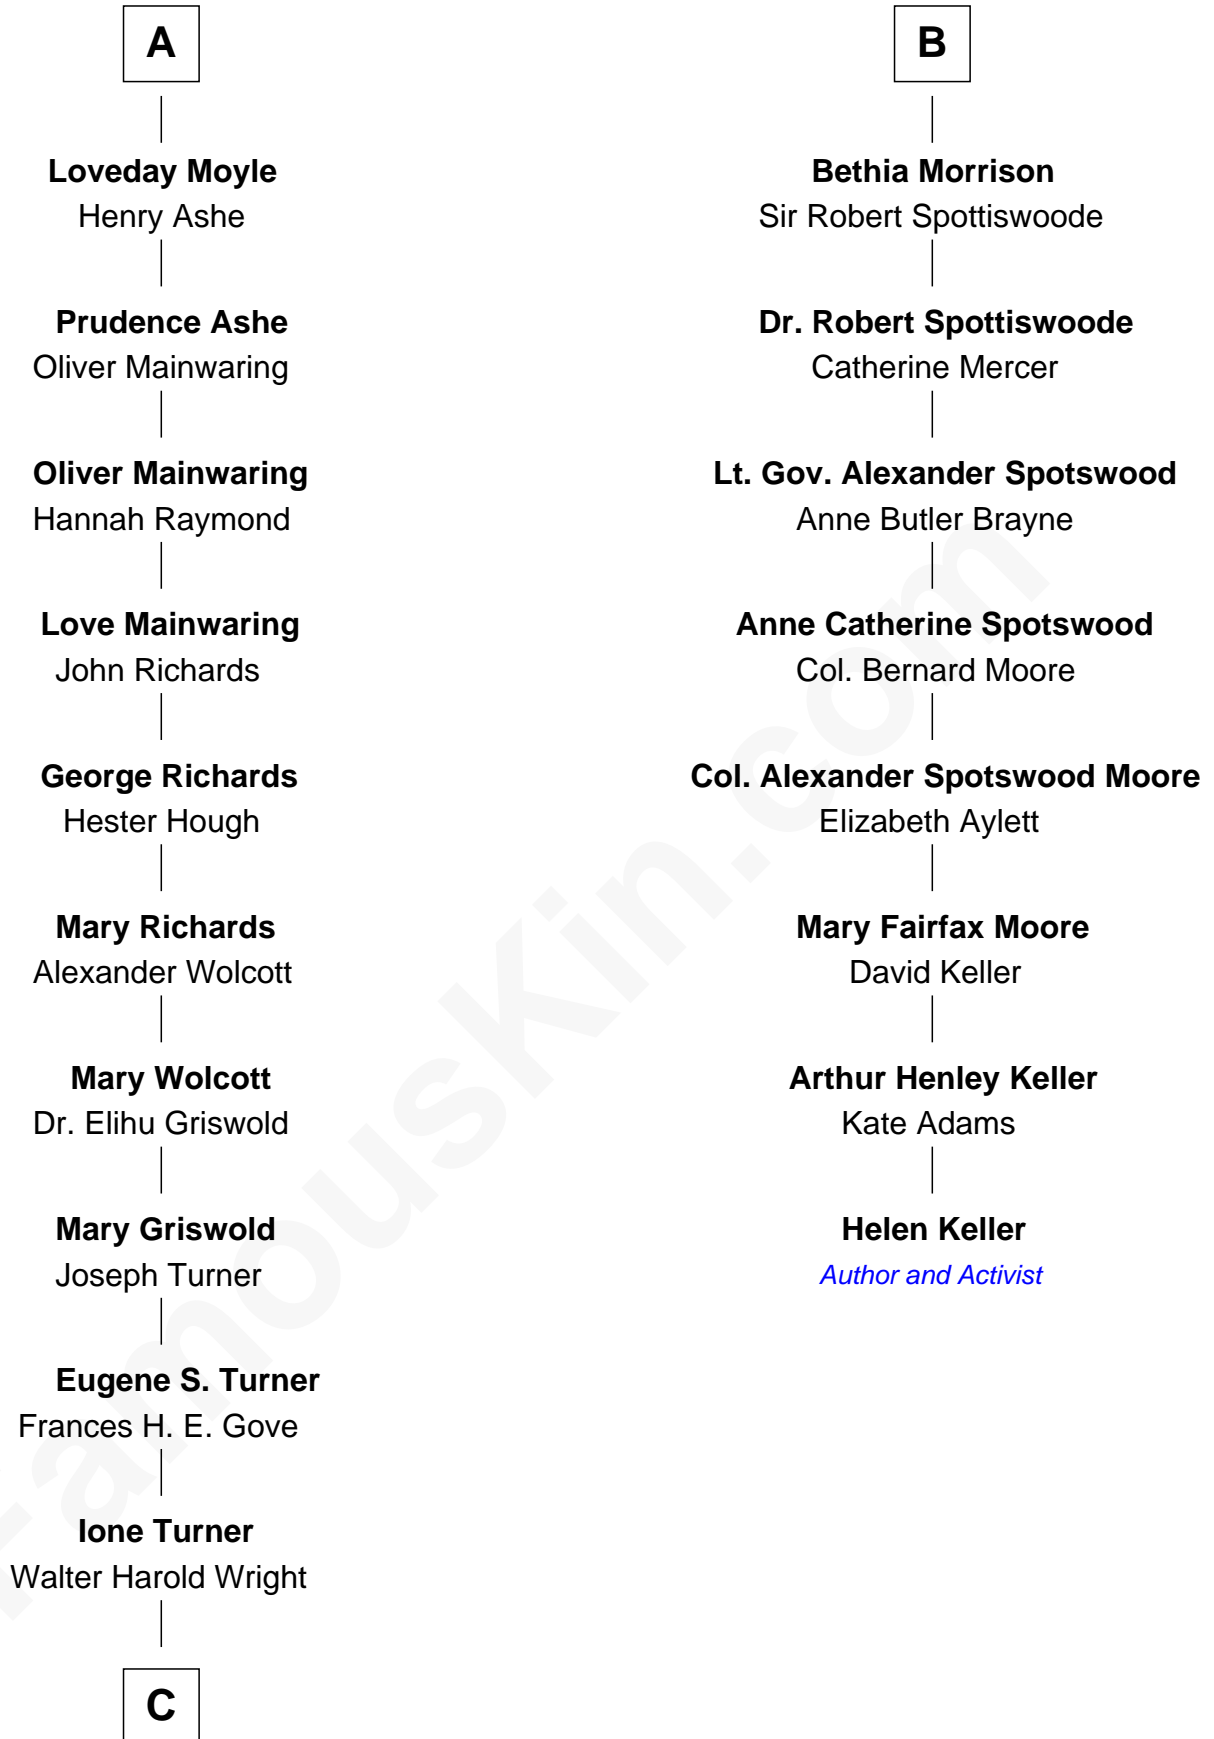 A
Loveday Moyle
Henry Ashe
Prudence Ashe
Oliver Mainwaring
Oliver Mainwaring
Hannah Raymond
Love Mainwaring
John Richards
George Richards
Hester Hough
Mary Richards
Alexander Wolcott
Mary Wolcott
Dr. Elihu Griswold
Mary Griswold
Joseph Turner
Eugene S. Turner
Frances H. E. Gove
Ione Turner
Walter Harold Wright
C
B
Bethia Morrison
Sir Robert Spottiswoode
Dr. Robert Spottiswoode
Catherine Mercer
Lt. Gov. Alexander Spotswood
Anne Butler Brayne
Anne Catherine Spotswood
Col. Bernard Moore
Col. Alexander Spotswood Moore
Elizabeth Aylett
Mary Fairfax Moore
David Keller
Arthur Henley Keller
Kate Adams
Helen Keller
Author and Activist
FamousKin.com